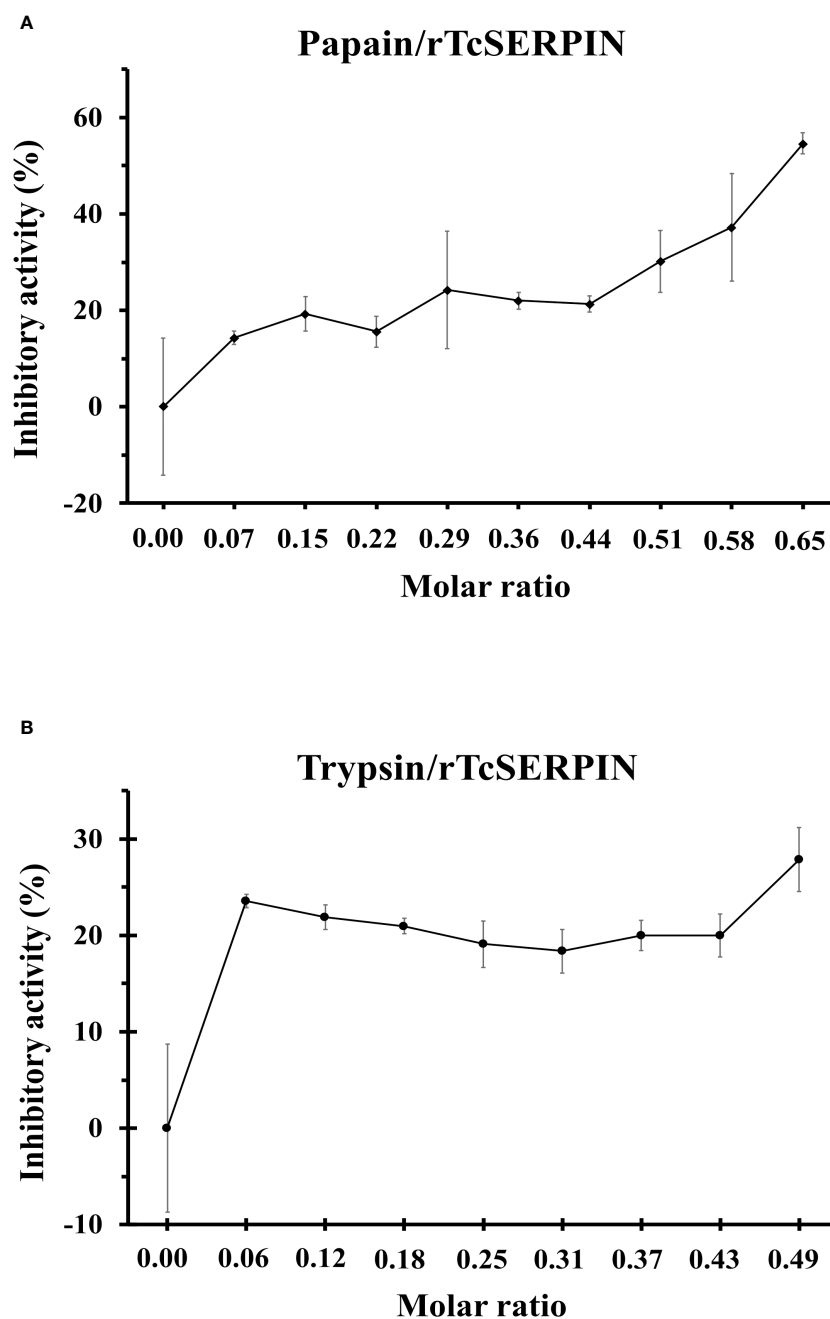 A
Papain/rTcSERPIN
Inhibitory activity (%)
60
40
20
0
-20
0.00 0.07 0.15 0.22 0.29 0.36 0.44 0.51 0.58 0.65
Molar ratio
B
Trypsin/rTcSERPIN
Inhibitory activity (%)
30
20
10
0
-10
0.00 0.06 0.12 0.18 0.25 0.31 0.37 0.43 0.49
Molar ratio